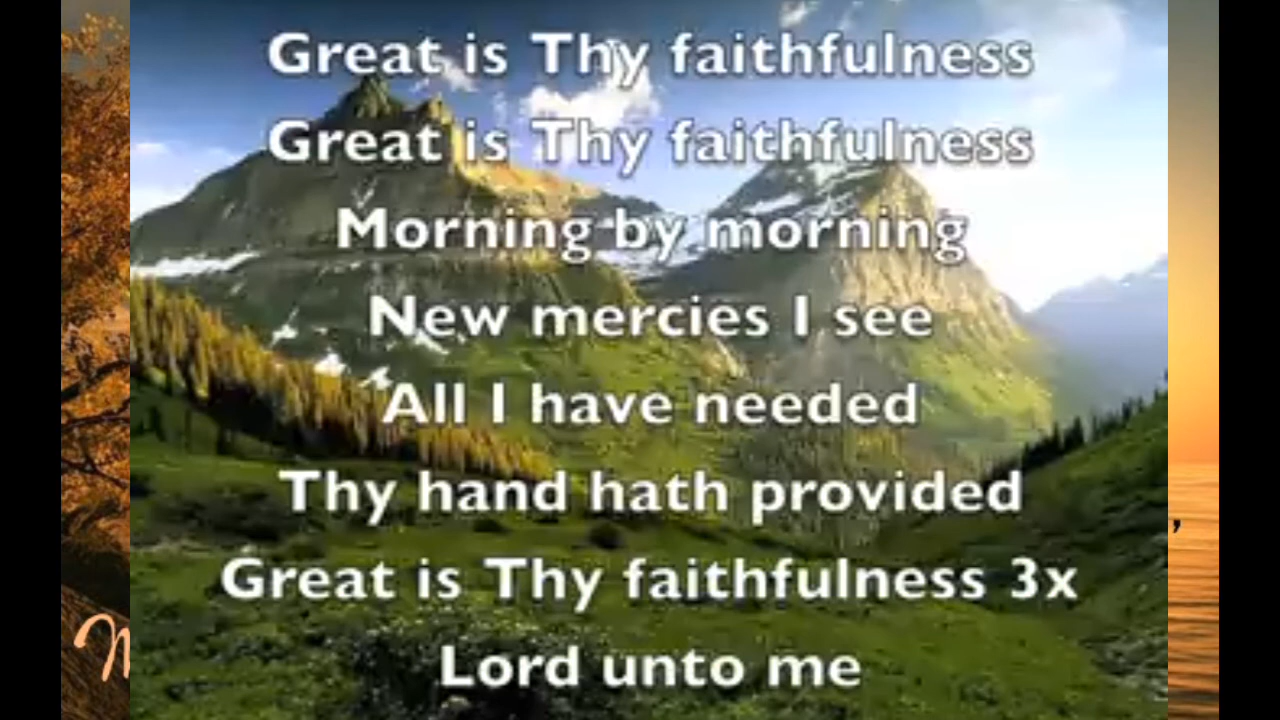 Great is Thy faithfulness
Great is Thy faithfulness
Morning by morning
New mercies I see
All I have needed
Thy hand hath provided
Great is Thy faithfulness 3x
Lord unto me